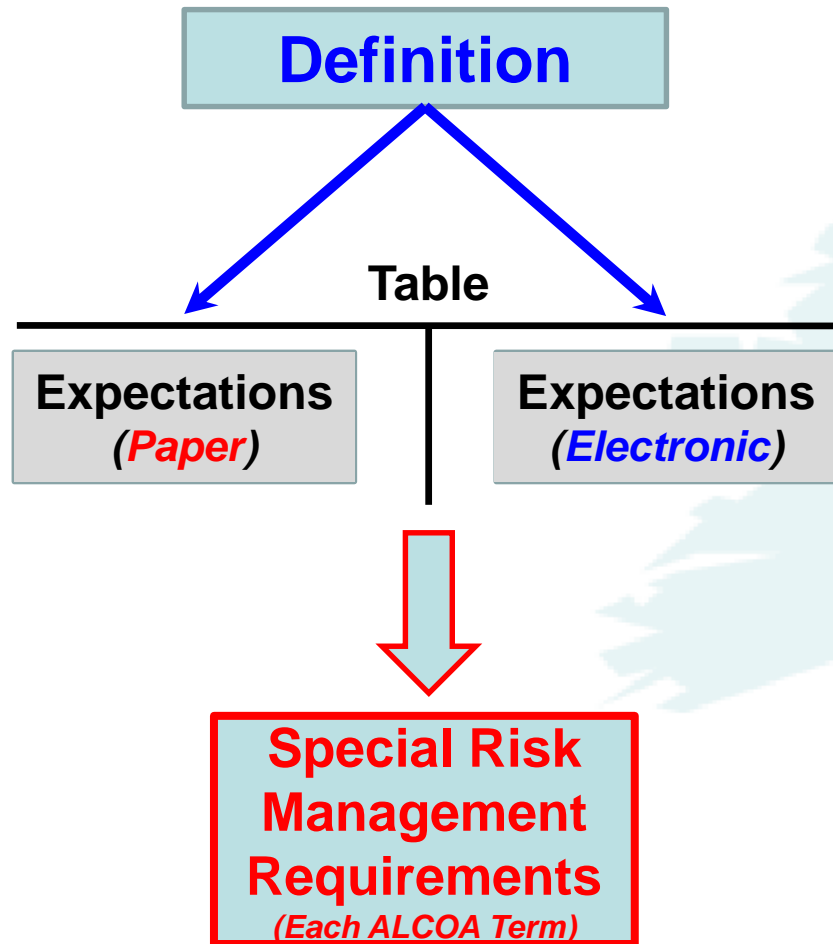 Definition
Table
Expectations
(Paper)
Expectations
(Electronic)
Special Risk
Management
Requirements
(Each ALCOA Term)